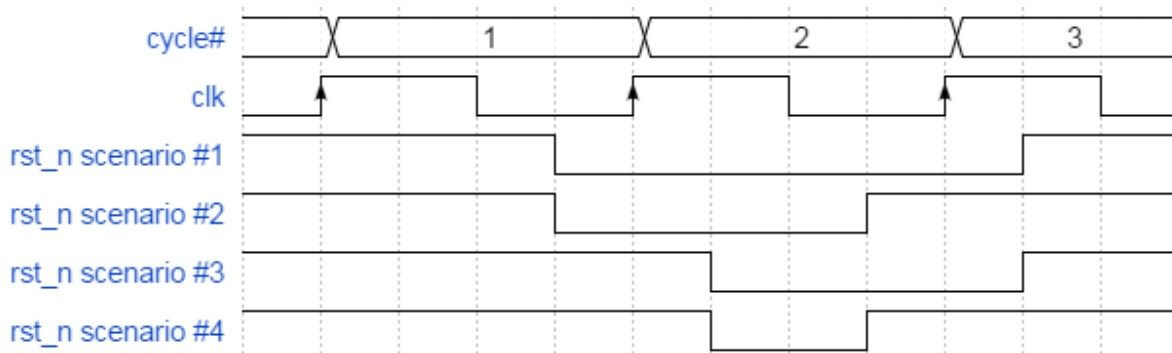 cycle# 1 2 3
clk
rst_n scenario #1
rst_n scenario #2
rst_n scenario #3
rst_n scenario #4